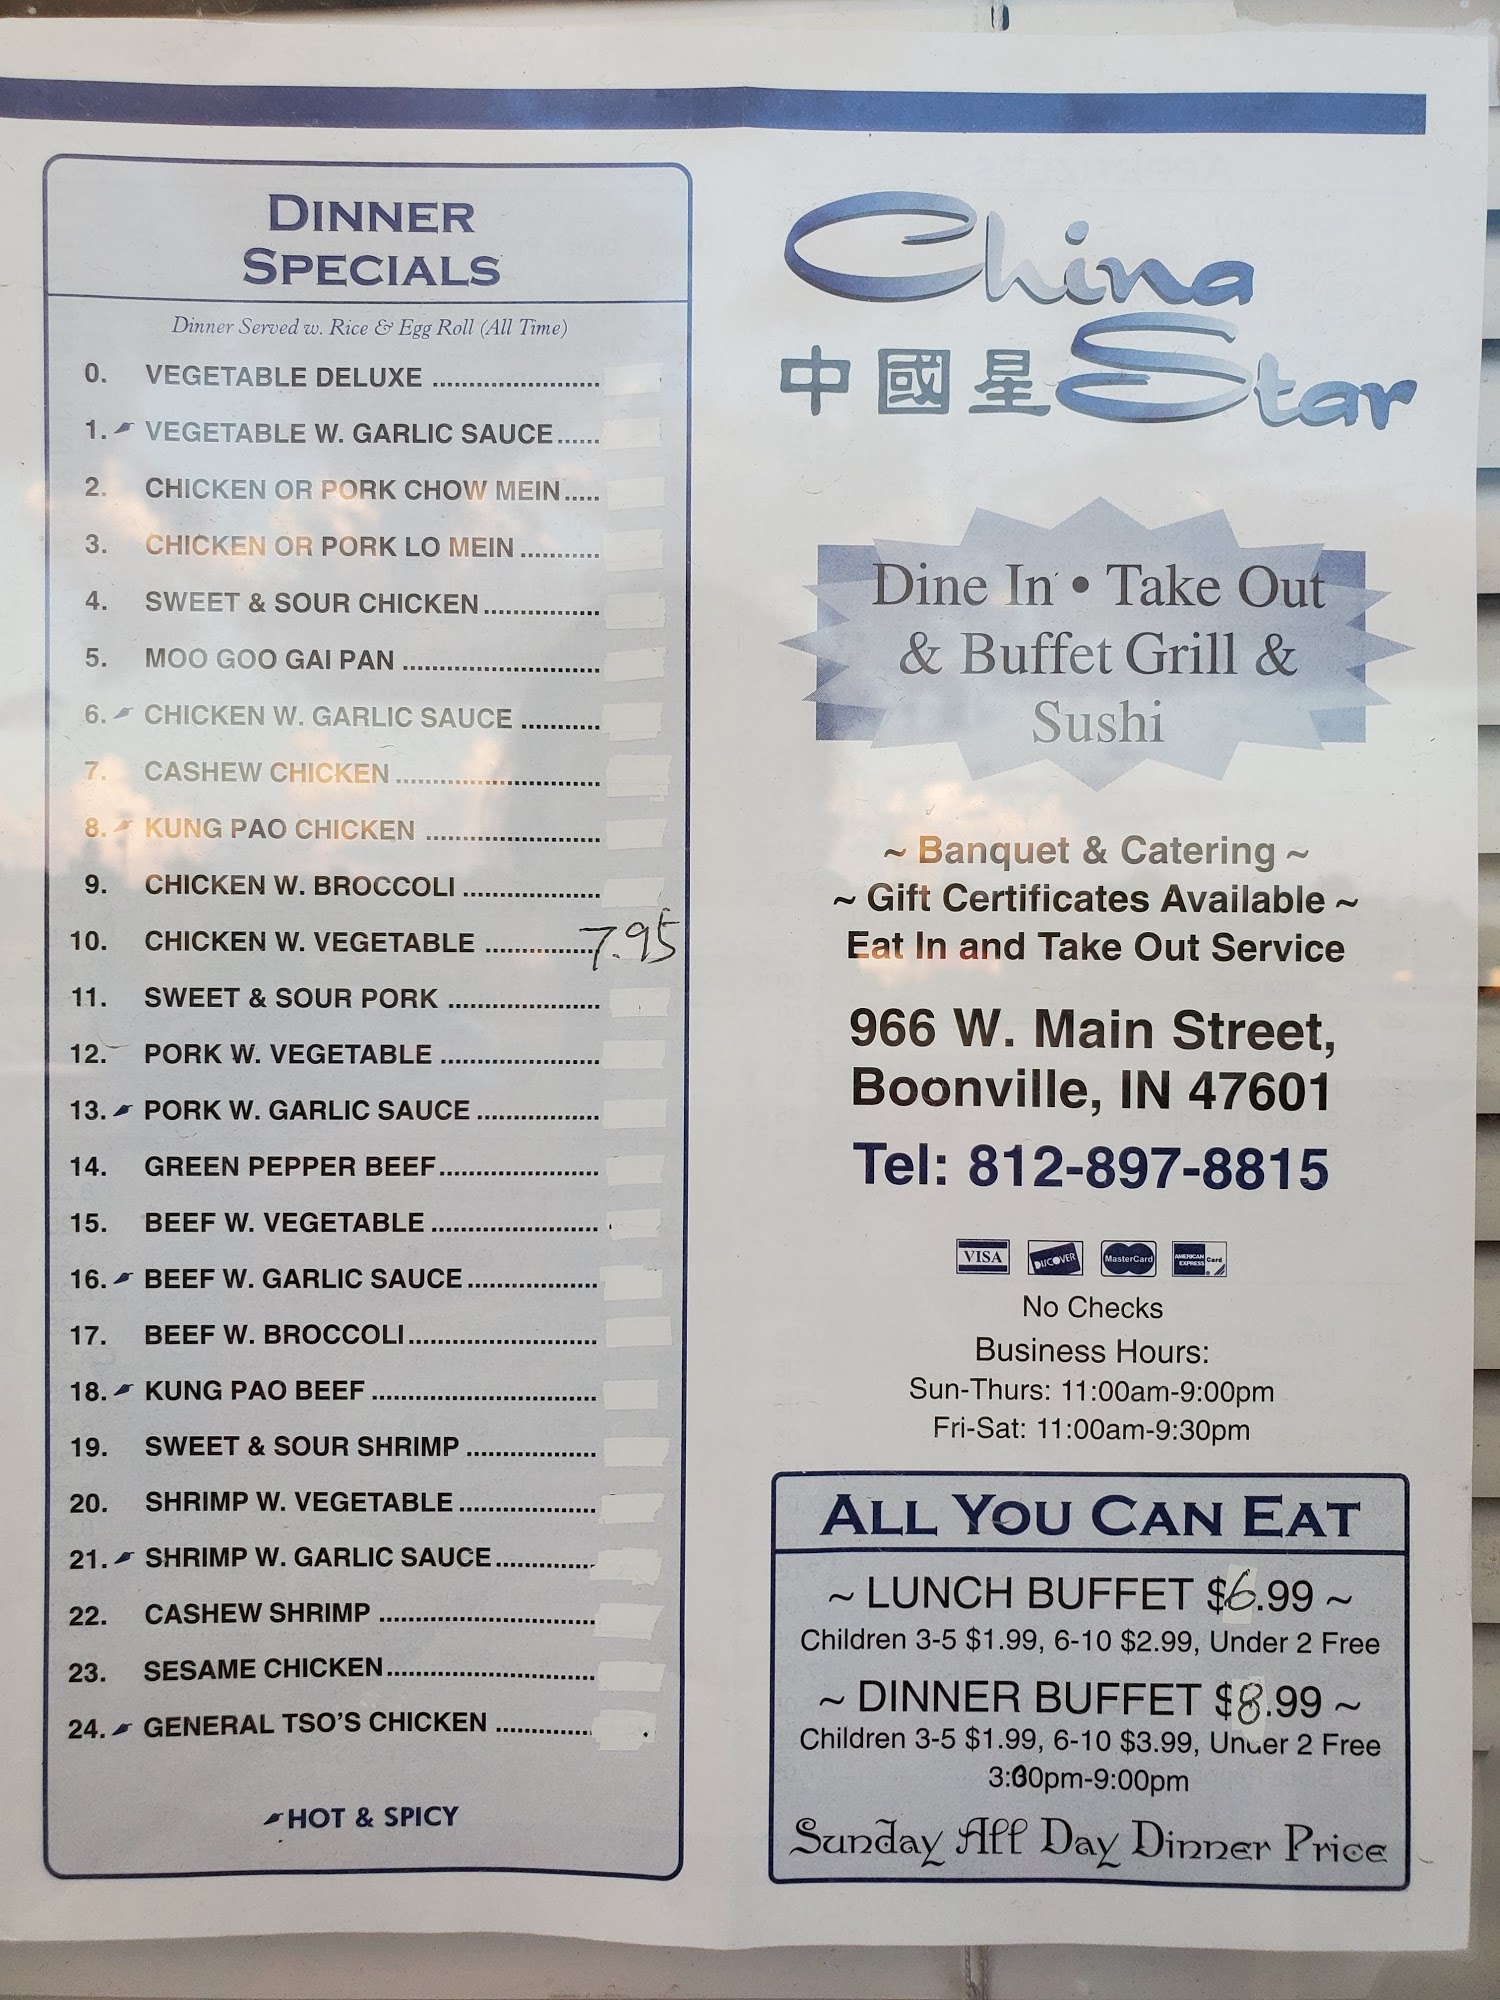 DINNER
SPECIALS
Dinner Served w. Rice & Egg Roll (All Time)
0. VEGETABLE DELUXE ........................
1. VEGETABLE W. GARLIC SAUCE......
2. CHICKEN OR PORK CHOW MEIN.....
3. CHICKEN OR PORK LO MEIN ...........
4. SWEET & SOUR CHICKEN................
5. MOO GOO GAI PAN ............................
6. CHICKEN W. GARLIC SAUCE ...........
7. CASHEW CHICKEN .............................
8. KUNG PAO CHICKEN .........................
9. CHICKEN W. BROCCOLI ....................
10. CHICKEN W. VEGETABLE ................7.95
11. SWEET & SOUR PORK ......................
12. PORK W. VEGETABLE .......................
13. PORK W. GARLIC SAUCE ..................
14. GREEN PEPPER BEEF.......................
15. BEEF W. VEGETABLE ........................
16. BEEF W. GARLIC SAUCE...................
17. BEEF W. BROCCOLI...........................
18. KUNG PAO BEEF ................................
19. SWEET & SOUR SHRIMP ...................
20. SHRIMP W. VEGETABLE ....................
21. SHRIMP W. GARLIC SAUCE...............
22. CASHEW SHRIMP ...............................
23. SESAME CHICKEN..............................
24. GENERAL TSO'S CHICKEN ..............
HOT & SPICY
China
中國星 Star
Dine In • Take Out
& Buffet Grill &
Sushi
~ Banquet & Catering ~
~ Gift Certificates Available ~
Eat In and Take Out Service
966 W. Main Street,
Boonville, IN 47601
Tel: 812-897-8815
VISA DISCOVER MasterCard AMERICAN EXPRESS Card
No Checks
Business Hours:
Sun-Thurs: 11:00am-9:00pm
Fri-Sat: 11:00am-9:30pm
ALL YOU CAN EAT
~ LUNCH BUFFET $6.99 ~
Children 3-5 $1.99, 6-10 $2.99, Under 2 Free
~ DINNER BUFFET $8.99 ~
Children 3-5 $1.99, 6-10 $3.99, Under 2 Free
3:00pm-9:00pm
Sunday All Day Dinner Price